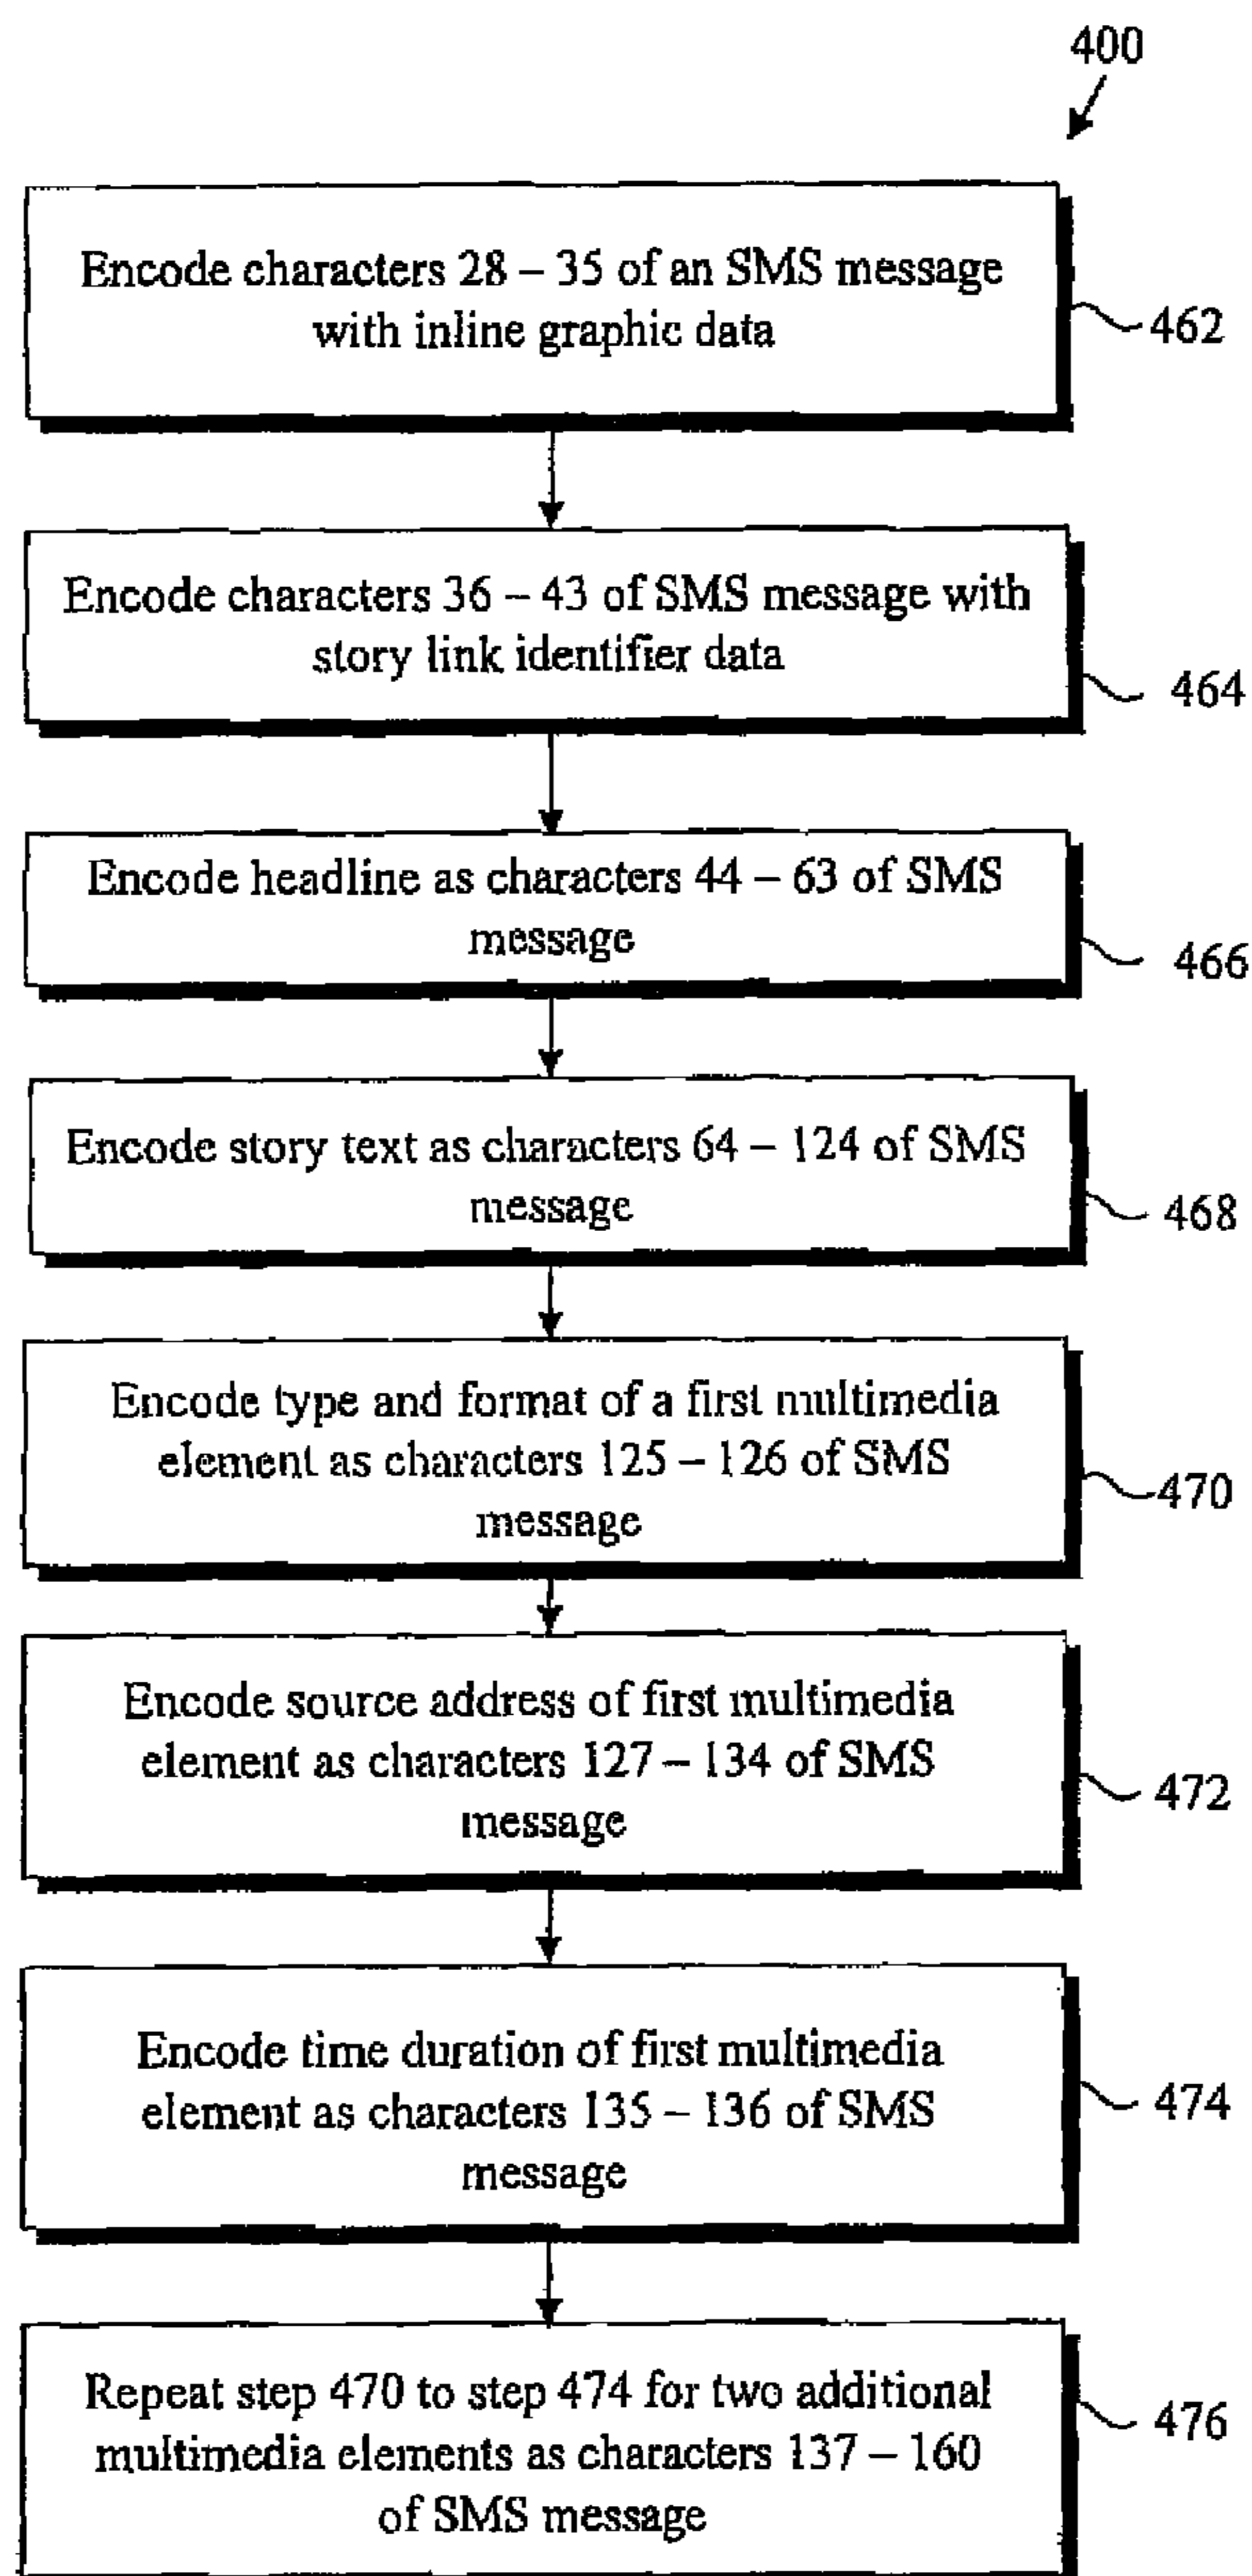 400
Encode characters 28 – 35 of an SMS message
with inline graphic data
462
Encode characters 36 – 43 of SMS message with
story link identifier data
464
Encode headline as characters 44 – 63 of SMS
message
466
Encode story text as characters 64 – 124 of SMS
message
468
Encode type and format of a first multimedia
element as characters 125 – 126 of SMS
message
470
Encode source address of first multimedia
element as characters 127 – 134 of SMS
message
472
Encode time duration of first multimedia
element as characters 135 – 136 of SMS
message
474
Repeat step 470 to step 474 for two additional
multimedia elements as characters 137 – 160
of SMS message
476